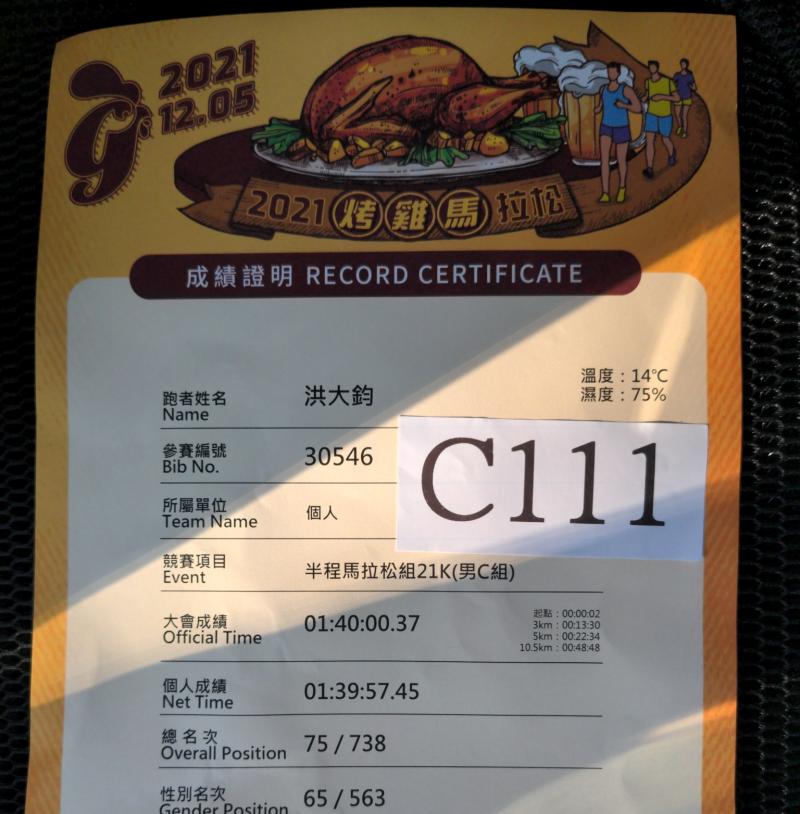 2021
12.05
2021 烤雞馬拉松
成績證明 RECORD CERTIFICATE
溫度：14℃
濕度：75%
跑者姓名 洪大鈞
Name
參賽編號 30546
Bib No.
C111
所屬單位 個人
Team Name
競賽項目 半程馬拉松組21K(男C組)
Event
大會成績 01:40:00.37
Official Time
起點：00:00:02
3km：00:13:30
5km：00:22:34
10.5km：00:48:48
個人成績 01:39:57.45
Net Time
總名次 75 / 738
Overall Position
性別名次 65 / 563
Gender Position